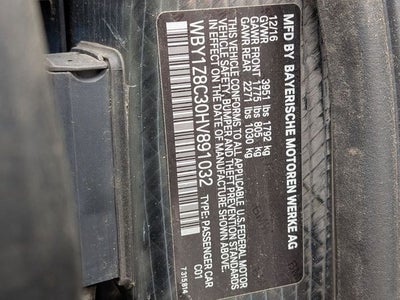 MFD BY BAYERISCHE MOTOREN WERKE AG
12/16
GVWR 3951 lbs 1792 kg
GAWR FRONT 1775 lbs 805 kg
GAWR REAR 2271 lbs 1030 kg
THIS VEHICLE CONFORMS TO ALL APPLICABLE U.S. FEDERAL MOTOR
VEHICLE SAFETY, BUMPER AND THEFT PREVENTION STANDARDS
IN EFFECT ON THE DATE OF MANUFACTURE SHOWN ABOVE.
WBY1Z8C30HV891032 TYPE: PASSENGER CAR
C01
7315814